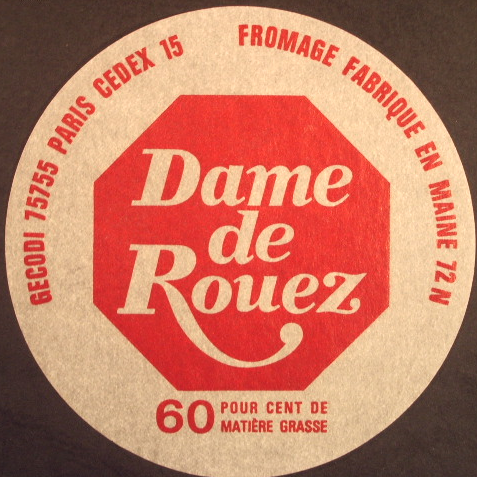 GECODI 75755 PARIS CEDEX 15
FROMAGE FABRIQUE EN MAINE 72 N
Dame
de
Rouez
60 POUR CENT DE
MATIÈRE GRASSE